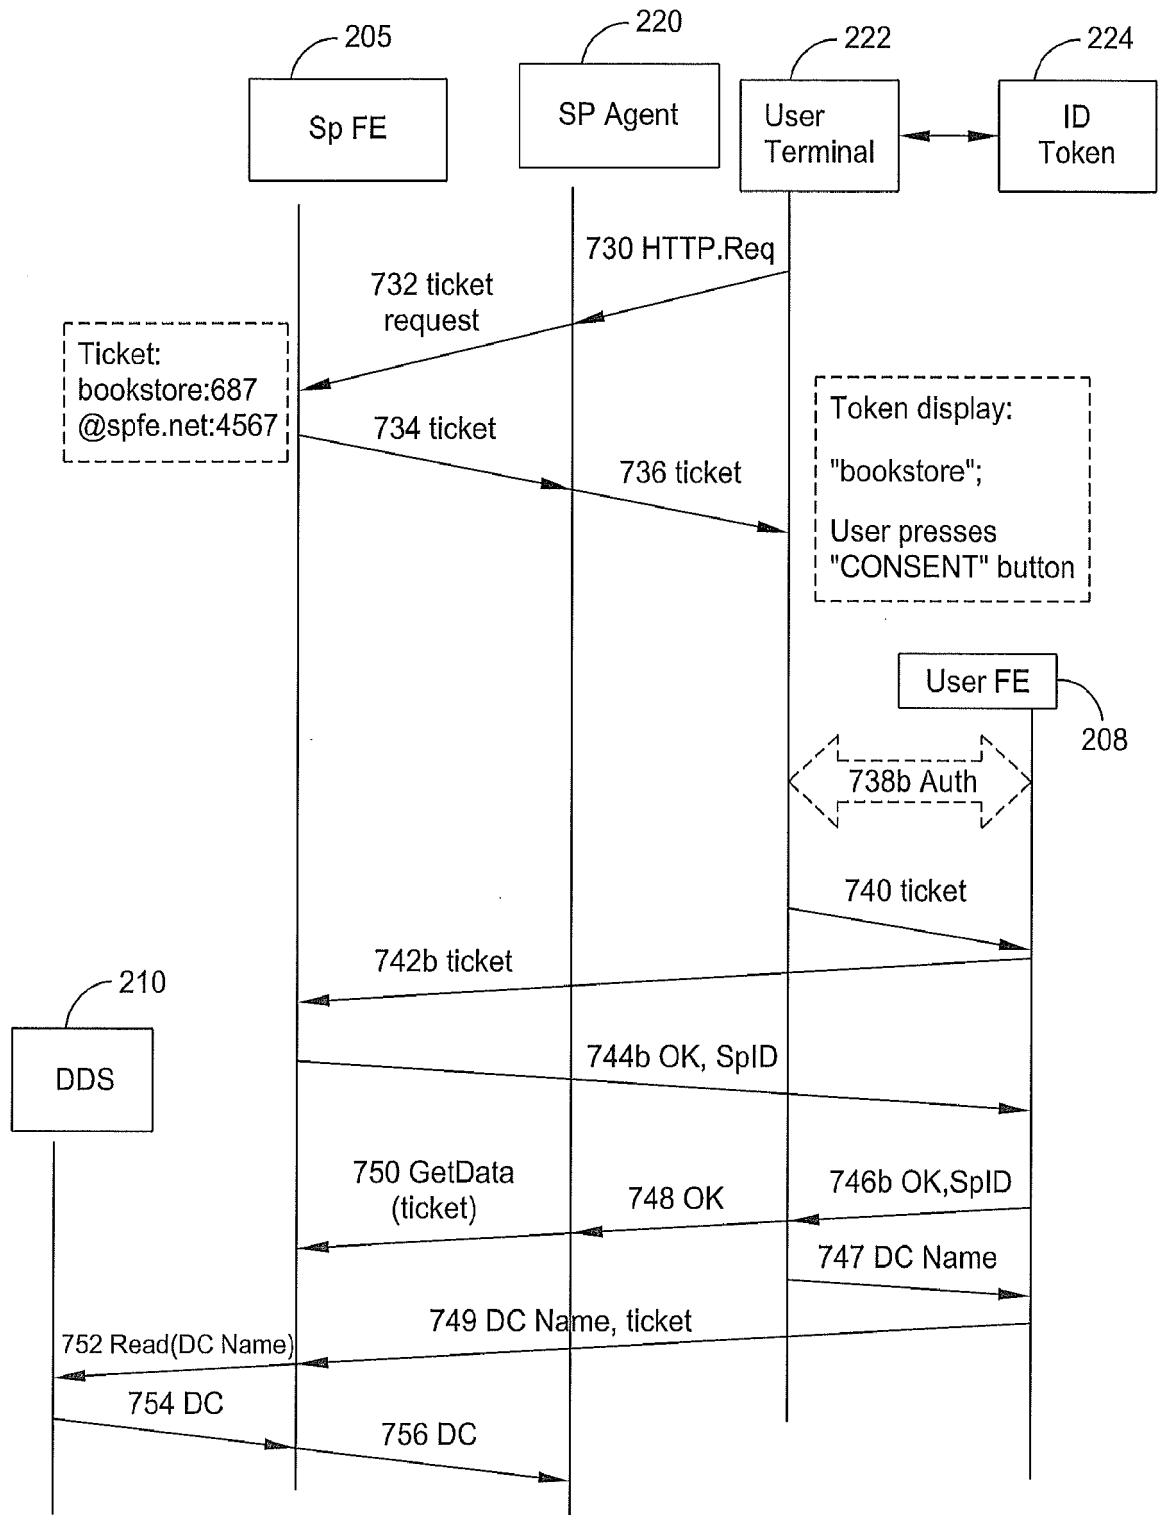 205
220
222
224
Sp FE
SP Agent
User
Terminal
ID
Token
730 HTTP.Req
732 ticket
request
Ticket:
bookstore:687
@spfe.net:4567
734 ticket
736 ticket
Token display:
"bookstore";
User presses
"CONSENT" button
User FE
208
738b Auth
740 ticket
742b ticket
210
DDS
744b OK, SpID
750 GetData
(ticket)
748 OK
746b OK,SpID
747 DC Name
749 DC Name, ticket
752 Read(DC Name)
754 DC
756 DC